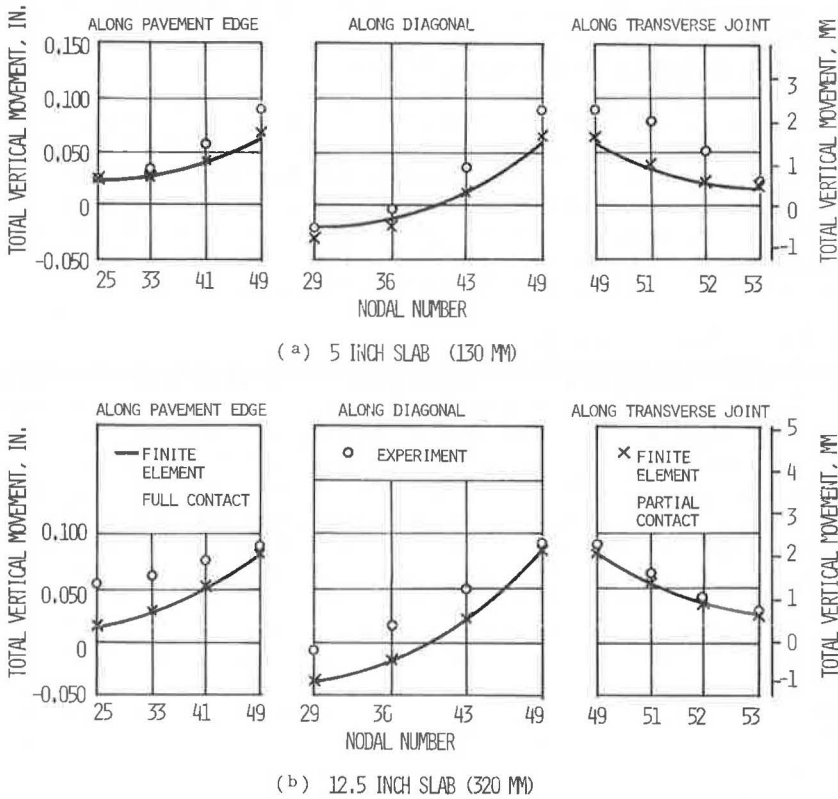 ALONG PAVEMENT EDGE
ALONG DIAGONAL
ALONG TRANSVERSE JOINT
TOTAL VERTICAL MOVEMENT, IN.
0.150
0.100
0.050
0
-0.050
25 33 41 49
29 36 43 49
49 51 52 53
3
2
1
0
-1
TOTAL VERTICAL MOVEMENT, MM
NODAL NUMBER
(a) 5 INCH SLAB (130 MM)
ALONG PAVEMENT EDGE
ALONG DIAGONAL
ALONG TRANSVERSE JOINT
TOTAL VERTICAL MOVEMENT, IN.
FINITE
ELEMENT
FULL CONTACT
EXPERIMENT
FINITE
ELEMENT
PARTIAL
CONTACT
0.100
0.050
0
-0.050
25 33 41 49
29 36 43 49
49 51 52 53
5
4
3
2
1
0
-1
TOTAL VERTICAL MOVEMENT, MM
NODAL NUMBER
(b) 12.5 INCH SLAB (320 MM)